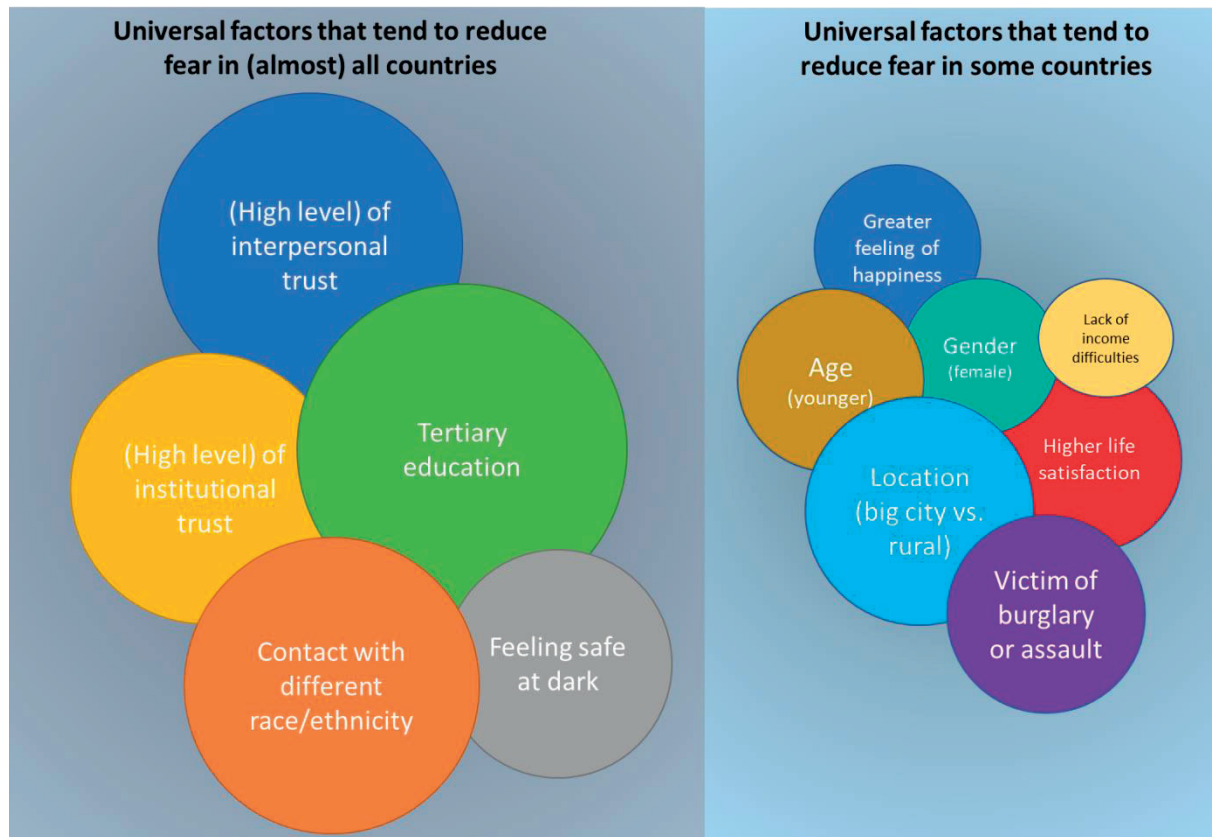 Universal factors that tend to reduce
fear in (almost) all countries
(High level) of
interpersonal
trust
Tertiary
education
(High level) of
institutional
trust
Contact with
different
race/ethnicity
Feeling safe
at dark
Universal factors that tend to
reduce fear in some countries
Greater
feeling of
happiness
Age
(younger)
Gender
(female)
Lack of
income
difficulties
Location
(big city vs.
rural)
Higher life
satisfaction
Victim of
burglary
or assault